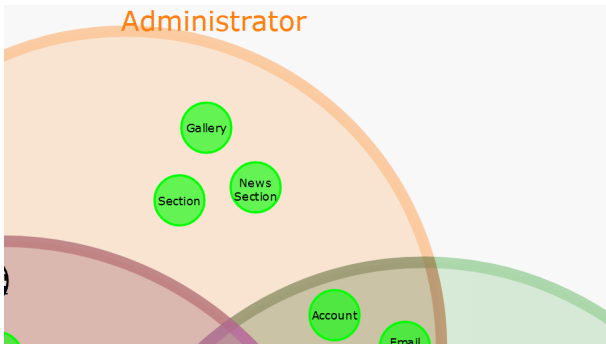 Administrator
Gallery
News
Section
Section
Account
Email